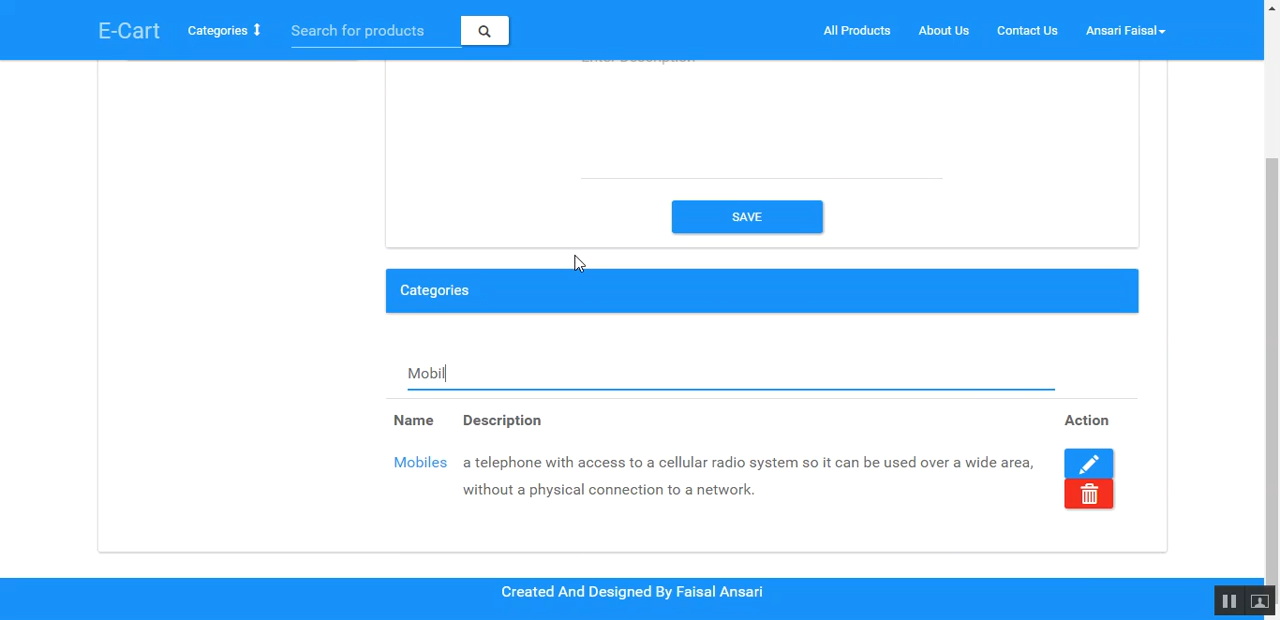 E-Cart
Categories
Search for products
All Products
About Us
Contact Us
Ansari Faisal
Enter Description
SAVE
Categories
Mobil
Name Description Action
Mobiles a telephone with access to a cellular radio system so it can be used over a wide area,
without a physical connection to a network.
Created And Designed By Faisal Ansari